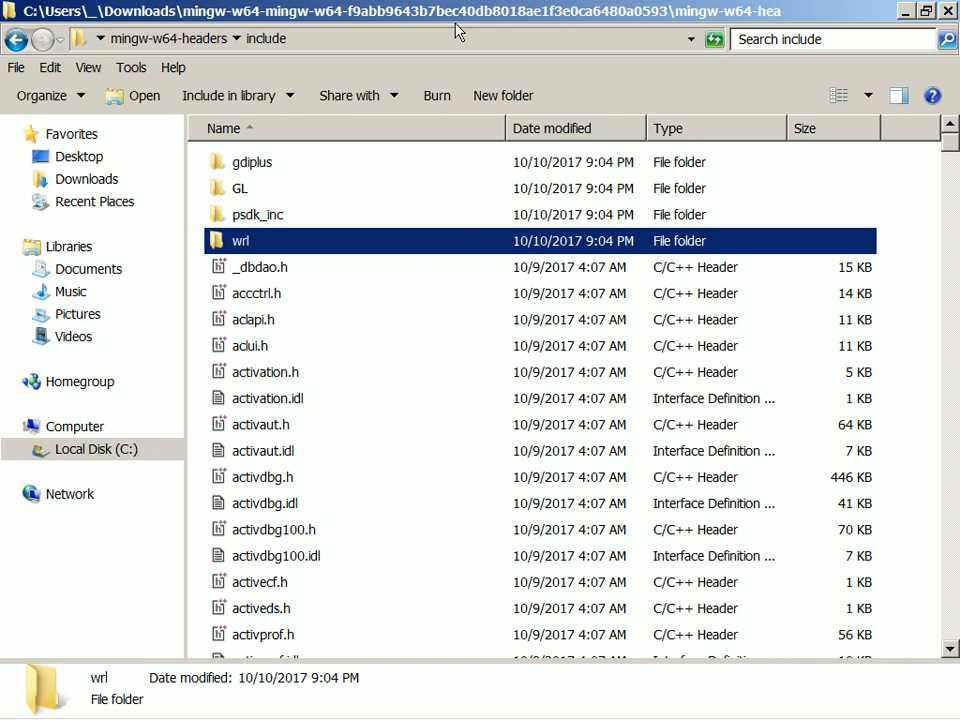 C:\Users\_\Downloads\mingw-w64-mingw-w64-f9abb9643b7bec40db8018ae1f3e0ca6480a0593\mingw-w64-hea
mingw-w64-headers include
Search include
File Edit View Tools Help
Organize Open Include in library Share with Burn New folder
Favorites
Desktop
Downloads
Recent Places
Libraries
Documents
Music
Pictures
Videos
Homegroup
Computer
Local Disk (C:)
Network
Name Date modified Type Size
gdiplus 10/10/2017 9:04 PM File folder
GL 10/10/2017 9:04 PM File folder
psdk_inc 10/10/2017 9:04 PM File folder
wrl 10/10/2017 9:04 PM File folder
_dbdao.h 10/9/2017 4:07 AM C/C++ Header 15 KB
accctrl.h 10/9/2017 4:07 AM C/C++ Header 14 KB
aclapi.h 10/9/2017 4:07 AM C/C++ Header 11 KB
aclui.h 10/9/2017 4:07 AM C/C++ Header 11 KB
activation.h 10/9/2017 4:07 AM C/C++ Header 5 KB
activation.idl 10/9/2017 4:07 AM Interface Definition ... 1 KB
activaut.h 10/9/2017 4:07 AM C/C++ Header 64 KB
activaut.idl 10/9/2017 4:07 AM Interface Definition ... 7 KB
activdbg.h 10/9/2017 4:07 AM C/C++ Header 446 KB
activdbg.idl 10/9/2017 4:07 AM Interface Definition ... 41 KB
activdbg100.h 10/9/2017 4:07 AM C/C++ Header 70 KB
activdbg100.idl 10/9/2017 4:07 AM Interface Definition ... 7 KB
activecf.h 10/9/2017 4:07 AM C/C++ Header 1 KB
activeds.h 10/9/2017 4:07 AM C/C++ Header 1 KB
activprof.h 10/9/2017 4:07 AM C/C++ Header 56 KB
wrl Date modified: 10/10/2017 9:04 PM
File folder